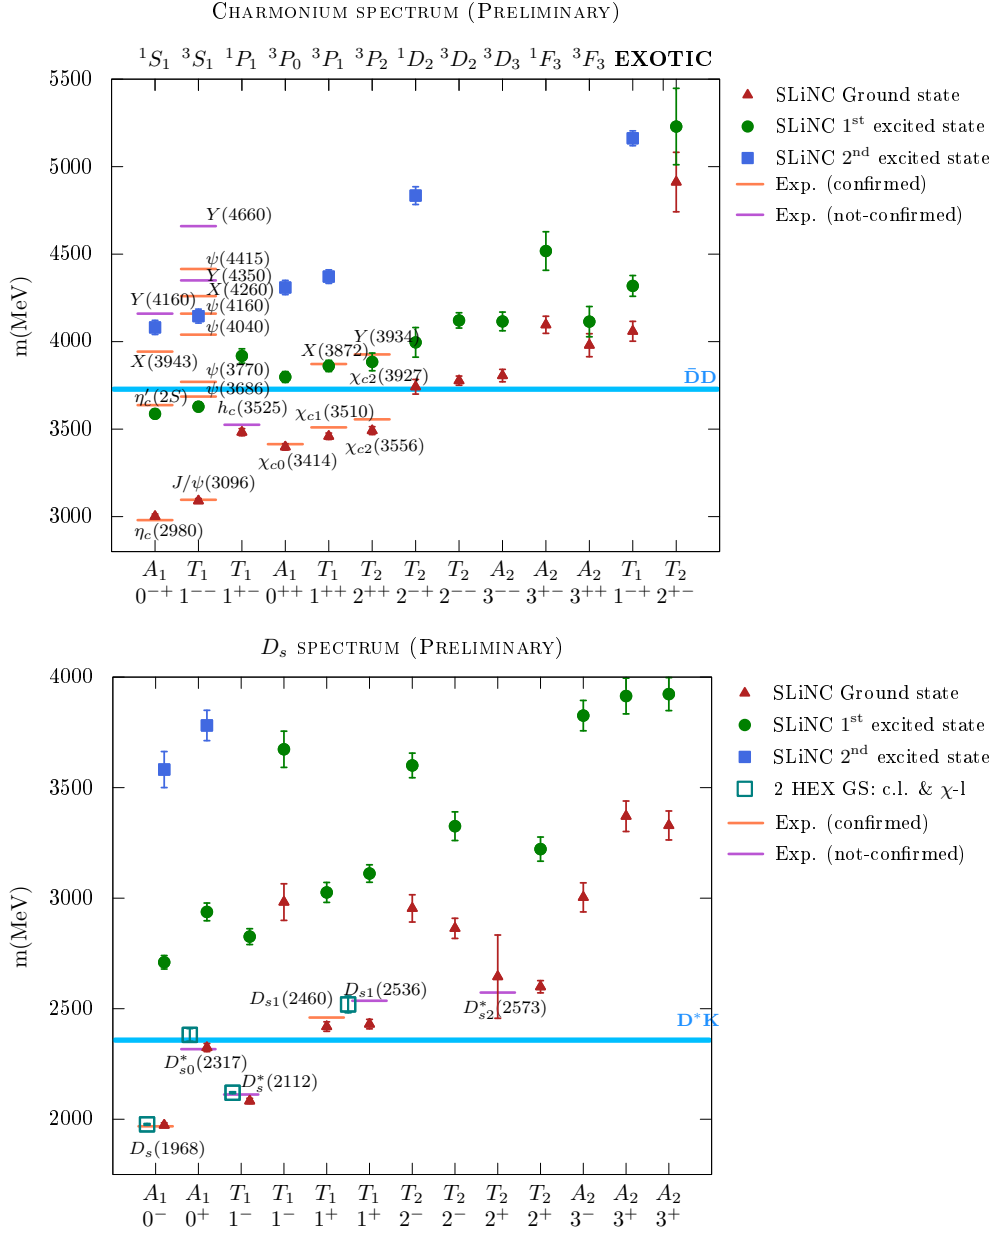 CHARMONIUM SPECTRUM (PRELIMINARY)
¹S₁ ³S₁ ¹P₁ ³P₀ ³P₁ ³P₂ ¹D₂ ³D₂ ³D₃ ¹F₃ ³F₃ EXOTIC
5500
5000
4500
4000
3500
3000
m(MeV)
SLiNC Ground state
SLiNC 1st excited state
SLiNC 2nd excited state
Exp. (confirmed)
Exp. (not-confirmed)
Y(4660)
ψ(4415)
Y(4350)
X(4260)
Y(4160)
ψ(4160)
ψ(4040)
X(3943)
Y(3934)
X(3872)
ψ(3770)
χc2(3927)
D̄D
ψ(3686)
η′c(2S)
hc(3525)
χc1(3510)
χc2(3556)
χc0(3414)
J/ψ(3096)
ηc(2980)
A₁ T₁ T₁ A₁ T₁ T₂ T₂ T₂ A₂ A₂ A₂ T₁ T₂
0⁻⁺ 1⁻⁻ 1⁺⁻ 0⁺⁺ 1⁺⁺ 2⁺⁺ 2⁻⁺ 2⁻⁻ 3⁻⁻ 3⁺⁻ 3⁺⁺ 1⁻⁺ 2⁺⁻
Dₛ SPECTRUM (PRELIMINARY)
4000
3500
3000
2500
2000
m(MeV)
SLiNC Ground state
SLiNC 1st excited state
SLiNC 2nd excited state
2 HEX GS: c.l. & χ-l
Exp. (confirmed)
Exp. (not-confirmed)
Ds1(2460)
Ds1(2536)
D*s2(2573)
D*K
D*s0(2317)
D*s(2112)
Ds(1968)
A₁ A₁ T₁ T₁ T₁ T₁ T₂ T₂ T₂ T₂ A₂ A₂ A₂
0⁻ 0⁺ 1⁻ 1⁻ 1⁺ 1⁺ 2⁻ 2⁻ 2⁺ 2⁺ 3⁻ 3⁺ 3⁺